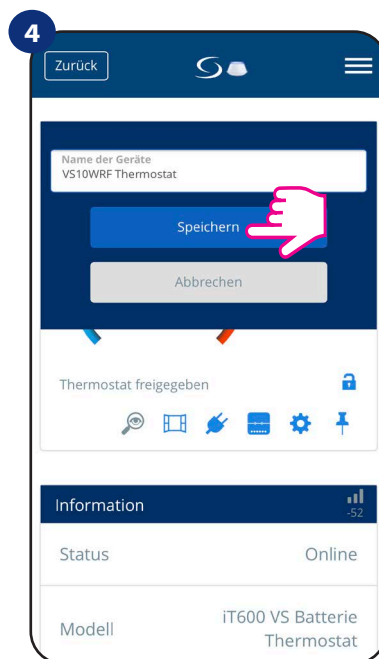 4
Zurück
Name der Geräte
VS10WRF Thermostat
Speichern
Abbrechen
Thermostat freigegeben
Information
-52
Status
Online
Modell
iT600 VS Batterie
Thermostat